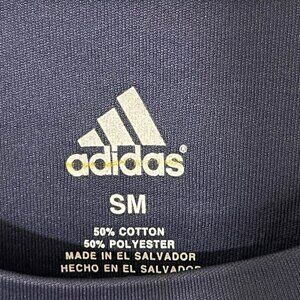 adidas®
SM
50% COTTON
50% POLYESTER
MADE IN EL SALVADOR
HECHO EN EL SALVADOR